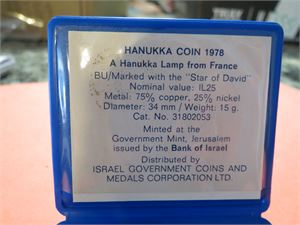 HANUKKA COIN 1978
A Hanukka Lamp from France
BU/Marked with the "Star of David"
Nominal value: IL25
Metal: 75% copper, 25% nickel
Diameter: 34 mm / Weight: 15 g.
Cat. No. 31802053
Minted at the
Government Mint, Jerusalem
issued by the Bank of Israel
Distributed by
ISRAEL GOVERNMENT COINS AND
MEDALS CORPORATION LTD.